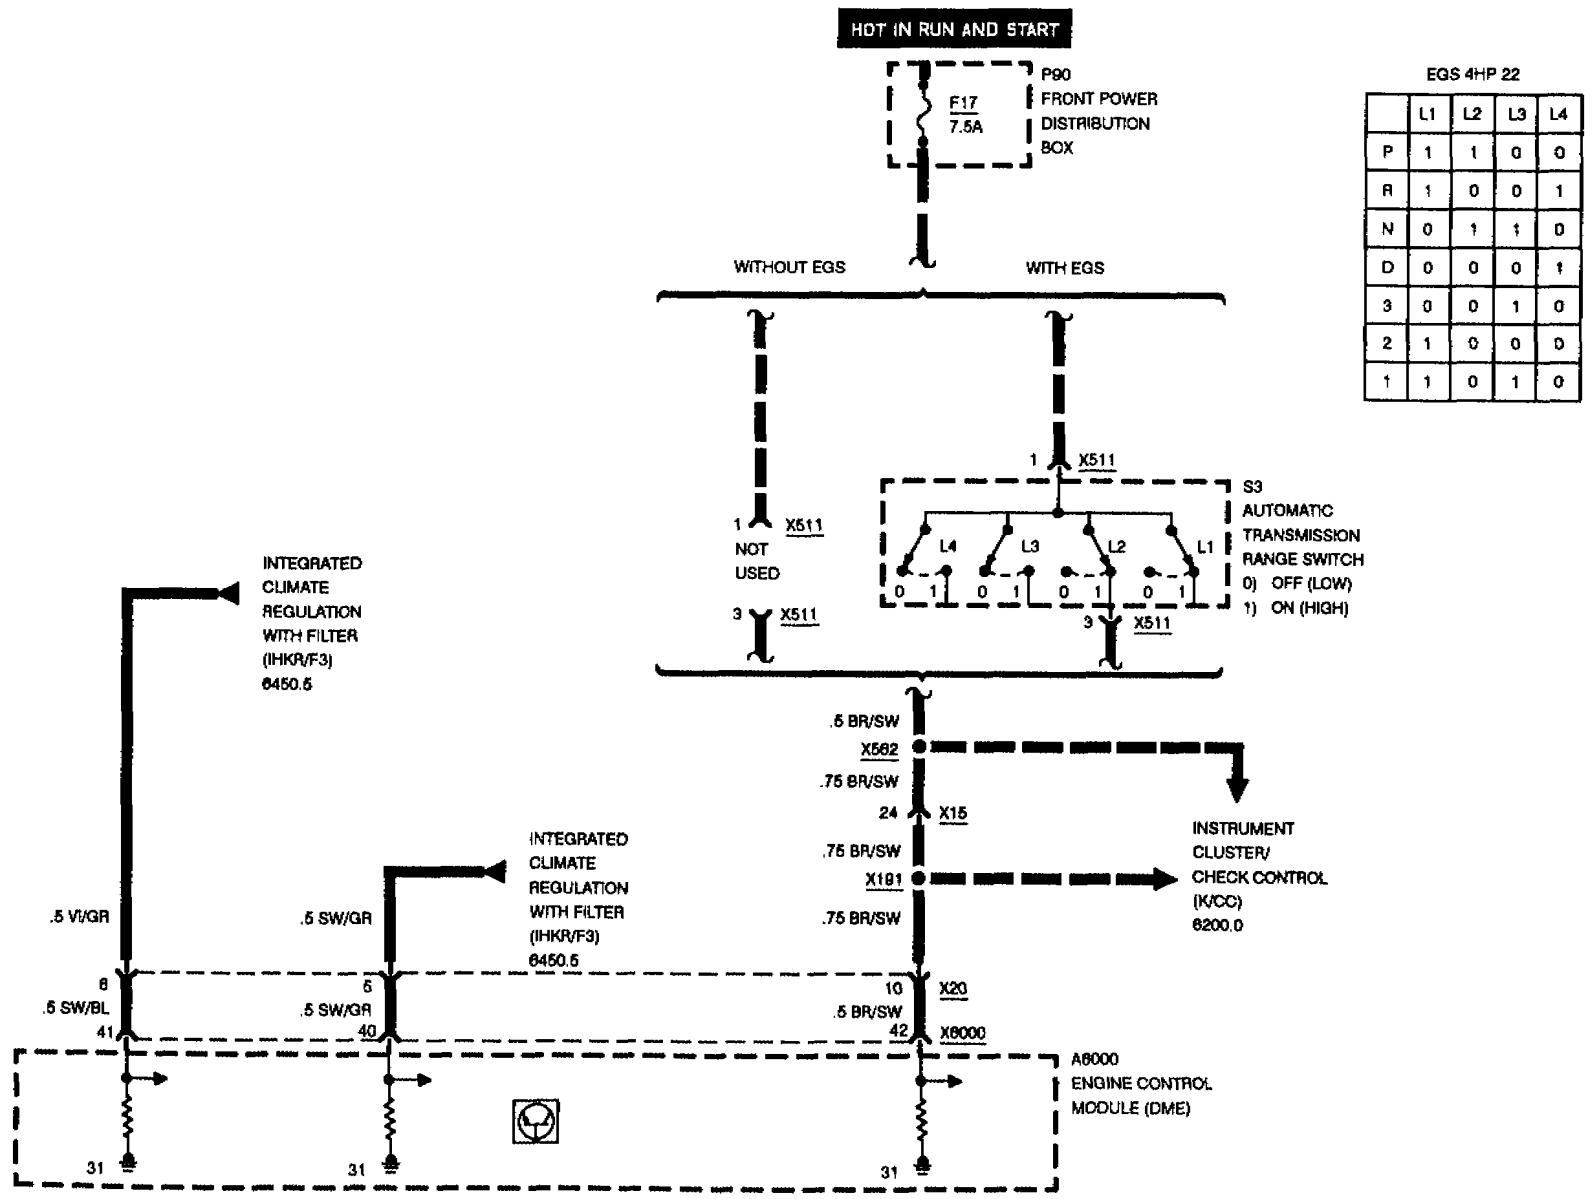 HOT IN RUN AND START
P90
FRONT POWER
DISTRIBUTION
BOX
F17
7.5A
EGS 4HP 22
L1 L2 L3 L4
P 1 1 0 0
R 1 0 0 1
N 0 1 1 0
D 0 0 0 1
3 0 0 1 0
2 1 0 0 0
1 1 0 1 0
WITHOUT EGS
WITH EGS
1 X511
NOT
USED
3 X511
1 X511
S3
AUTOMATIC
TRANSMISSION
RANGE SWITCH
0) OFF (LOW)
1) ON (HIGH)
L4 L3 L2 L1
0 1 0 1 0 1 0 1
3 X511
INTEGRATED
CLIMATE
REGULATION
WITH FILTER
(IHKR/F3)
6450.5
.5 BR/SW
X562
.75 BR/SW
24 X15
.75 BR/SW
X181
.75 BR/SW
INSTRUMENT
CLUSTER/
CHECK CONTROL
(K/CC)
6200.0
INTEGRATED
CLIMATE
REGULATION
WITH FILTER
(IHKR/F3)
6450.5
.5 VI/GR
.5 SW/GR
6 5 10 X20
.5 SW/BL .5 SW/GR .5 BR/SW
41 40 42 X6000
A6000
ENGINE CONTROL
MODULE (DME)
31 31 31